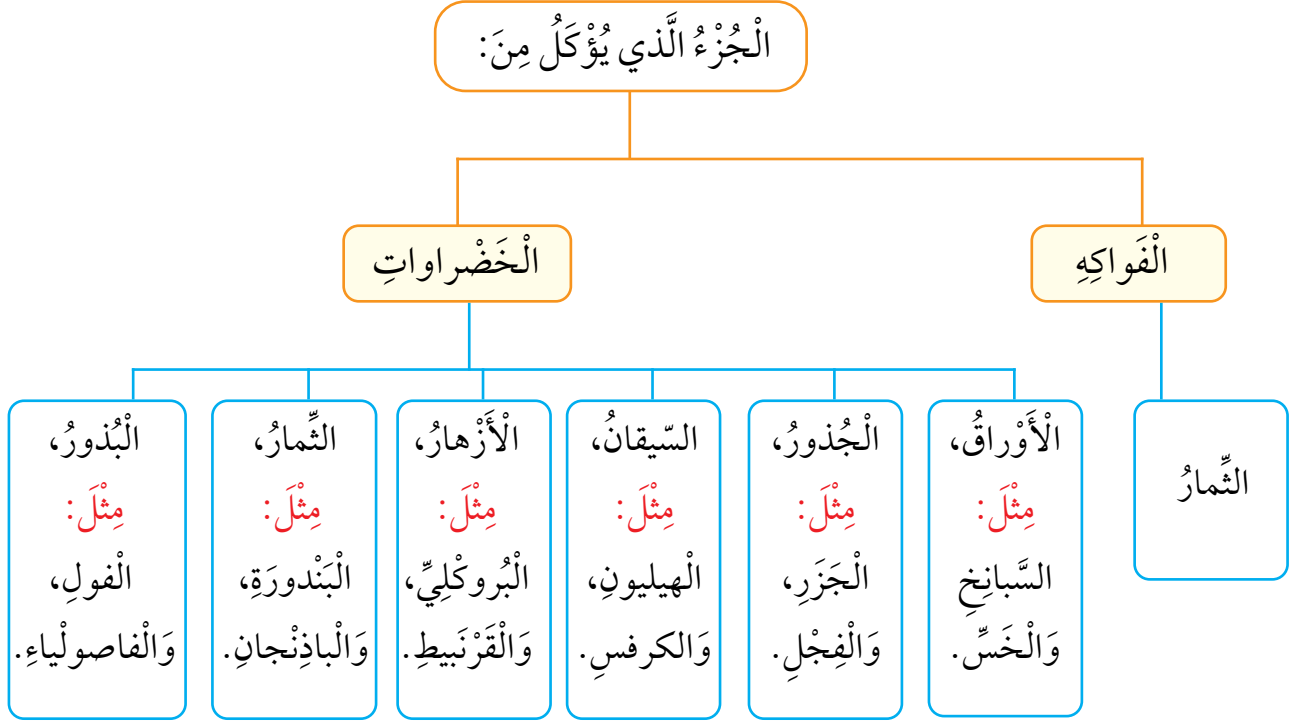 الْجُزْءُ الَّذي يُؤْكَلُ مِنَ:
الْفَواكِهِ
الثِّمارُ
الْخَضْراواتِ
الْأَوْراقُ،
مِثْلَ:
السَّبانِخِ
وَالْخَسِّ.
الْجُذورُ،
مِثْلَ:
الْجَزَرِ،
وَالْفِجْلِ.
السّيقانُ،
مِثْلَ:
الْهيليونِ،
وَالكرفسِ.
الْأَزْهارُ،
مِثْلَ:
الْبُروكْلِيِّ،
وَالْقَرْنَبيطِ.
الثِّمارُ،
مِثْلَ:
الْبَنْدورَةِ،
وَالْباذِنْجانِ.
الْبُذورُ،
مِثْلَ:
الْفولِ،
وَالْفاصولْياءِ.